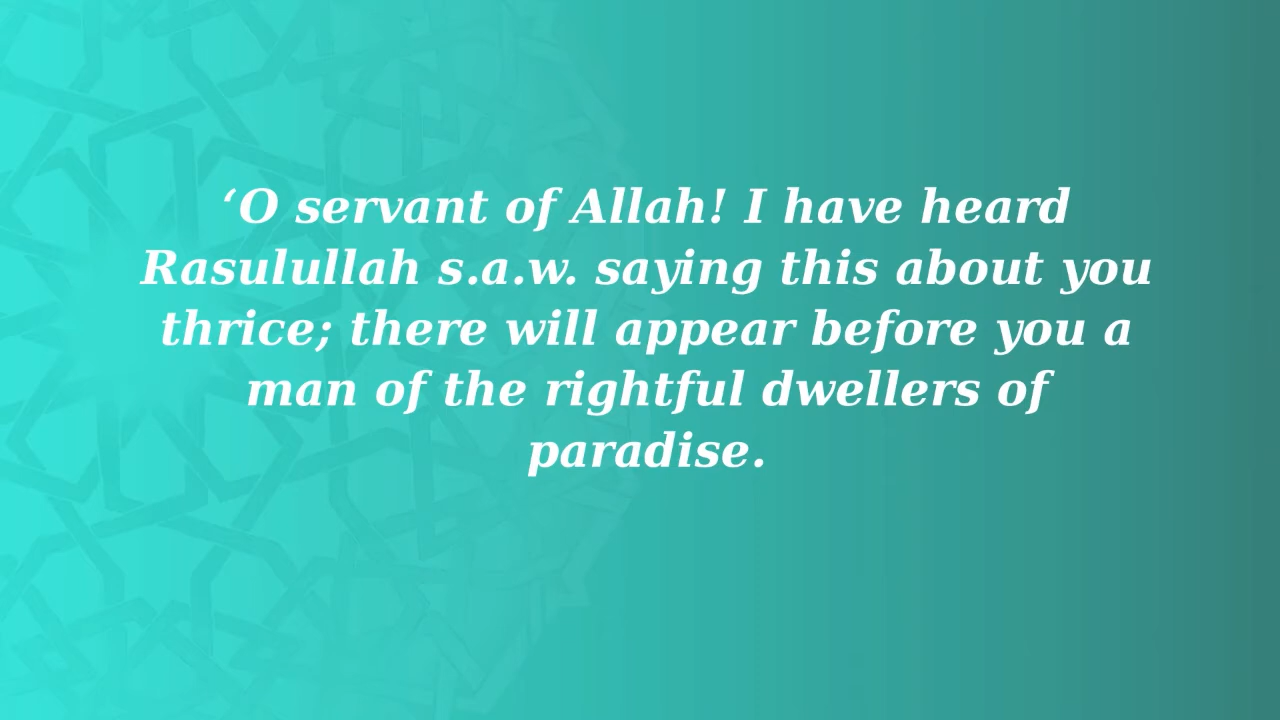 ‘O servant of Allah! I have heard
Rasulullah s.a.w. saying this about you
thrice; there will appear before you a
man of the rightful dwellers of
paradise.